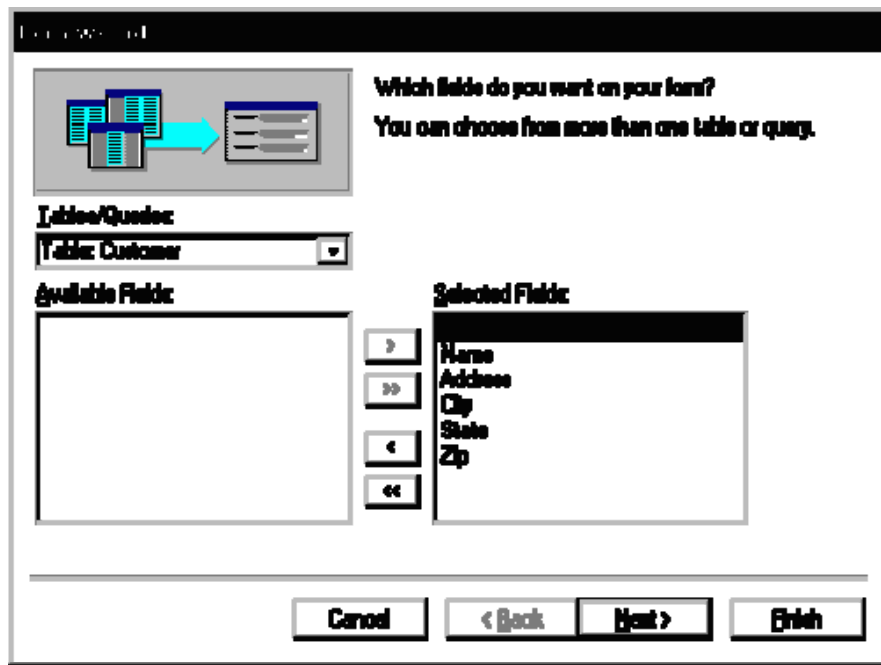 Which fields do you want on your form?
You can choose from more than one table or query.
Tables/Queries:
Table: Customer
Available Fields:
Selected Fields:
>
Name
>>
Address
City
State
<
Zip
<<
Cancel
< Back
Next >
Finish